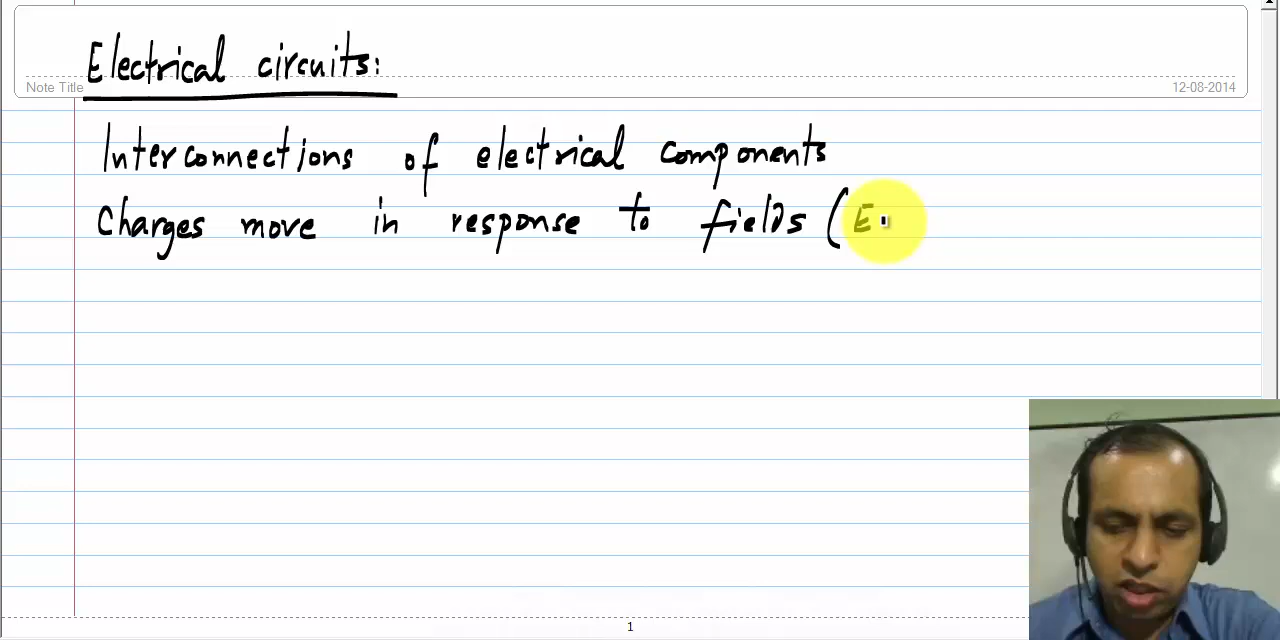 Electrical circuits:
Note Title
12-08-2014
Interconnections of electrical components
Charges move in response to fields (E
1